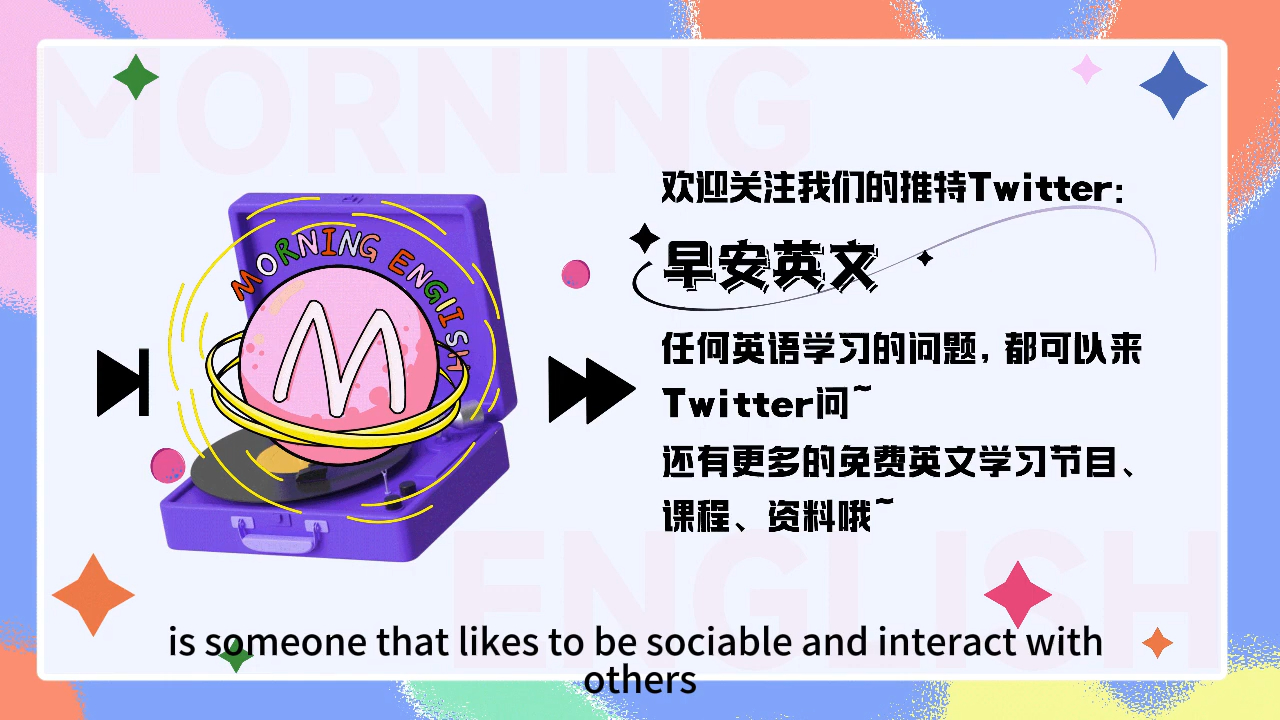 MORNING
MORNING ENGLISH
M
欢迎关注我们的推特Twitter:
早安英文
任何英语学习的问题,都可以来
Twitter问~
还有更多的免费英文学习节目、
课程、资料哦~
ENGLISH
is someone that likes to be sociable and interact with
others